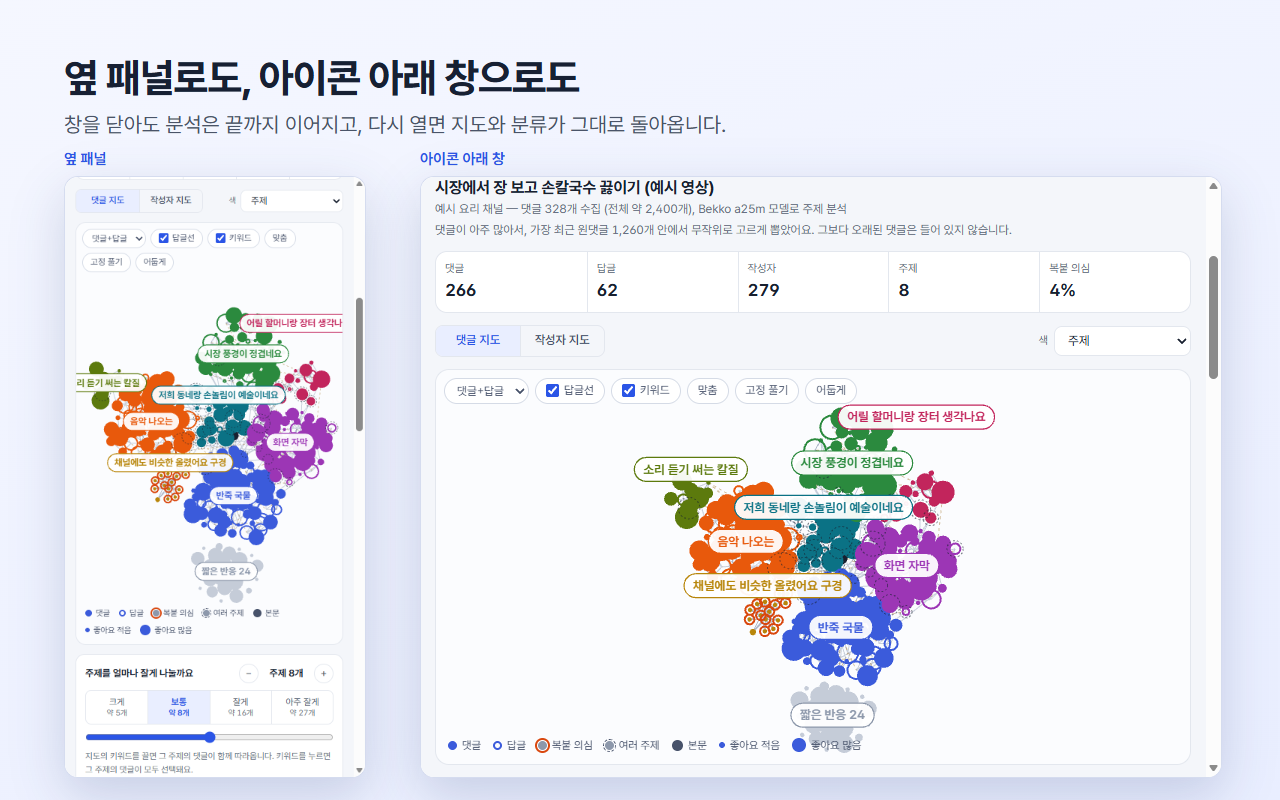 옆 패널로도, 아이콘 아래 창으로도
창을 닫아도 분석은 끝까지 이어지고, 다시 열면 지도와 분류가 그대로 돌아옵니다.
옆 패널
댓글 지도 작성자 지도 색 주제
댓글+답글 답글선 키워드 맞춤
고정 풀기 어둡게
어릴 할머니랑 장터 생각나
시장 풍경이 정겹네요
리 듣기 써는 칼질
저희 동네랑 손놀림이 예술이네요
음악 나오는
화면 자막
채널에도 비슷한 올렸어요 구경
반죽 국물
짧은 반응 24
댓글 답글 복붙 의심 여러 주제 본문
좋아요 적음 좋아요 많음
주제를 얼마나 잘게 나눌까요 − 주제 8개 +
크게 보통 잘게 아주 잘게
약 5개 약 8개 약 16개 약 27개
지도의 키워드를 끌면 그 주제의 댓글이 함께 따라옵니다. 키워드를 누르면
그 주제의 댓글이 모두 선택돼요.
아이콘 아래 창
시장에서 장 보고 손칼국수 끓이기 (예시 영상)
예시 요리 채널 — 댓글 328개 수집 (전체 약 2,400개), Bekko a25m 모델로 주제 분석
댓글이 아주 많아서, 가장 최근 원댓글 1,260개 안에서 무작위로 고르게 뽑았어요. 그보다 오래된 댓글은 들어 있지 않습니다.
댓글 답글 작성자 주제 복붙 의심
266 62 279 8 4%
댓글 지도 작성자 지도 색 주제
댓글+답글 답글선 키워드 맞춤 고정 풀기 어둡게
어릴 할머니랑 장터 생각나요
시장 풍경이 정겹네요
소리 듣기 써는 칼질
저희 동네랑 손놀림이 예술이네요
음악 나오는
화면 자막
채널에도 비슷한 올렸어요 구경
반죽 국물
짧은 반응 24
댓글 답글 복붙 의심 여러 주제 본문 좋아요 적음 좋아요 많음